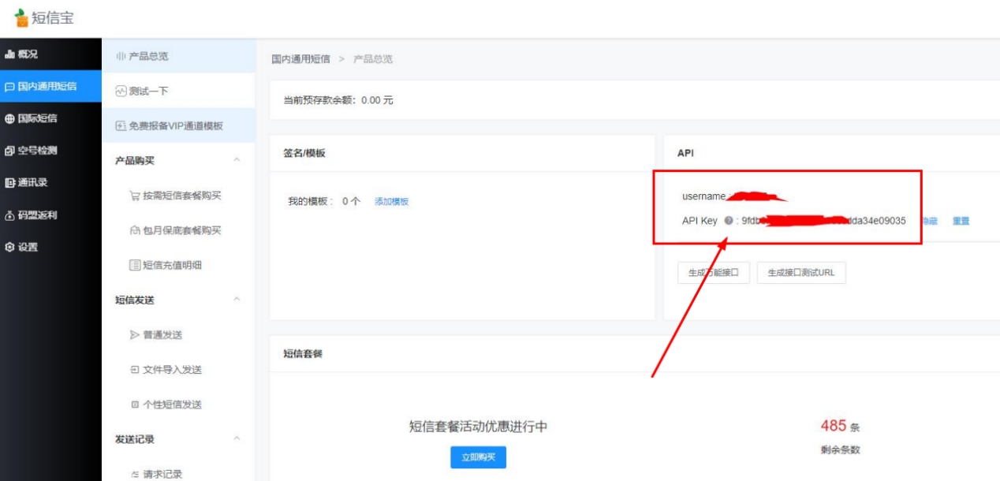 短信宝
概况
国内通用短信
国际短信
空号检测
通讯录
码盟返利
设置
产品总览
测试一下
免费报备VIP通道模板
产品购买
按需短信套餐购买
包月保底套餐购买
短信充值明细
短信发送
普通发送
文件导入发送
个性短信发送
发送记录
请求记录
国内通用短信 > 产品总览
当前预存款余额：0.00 元
签名/模板
我的模板： 0 个 添加模板
API
username :
API Key : 9fdb dda34e09035 隐藏 重置
生成万能接口 生成接口测试URL
短信套餐
短信套餐活动优惠进行中
立即购买
485 条
剩余条数